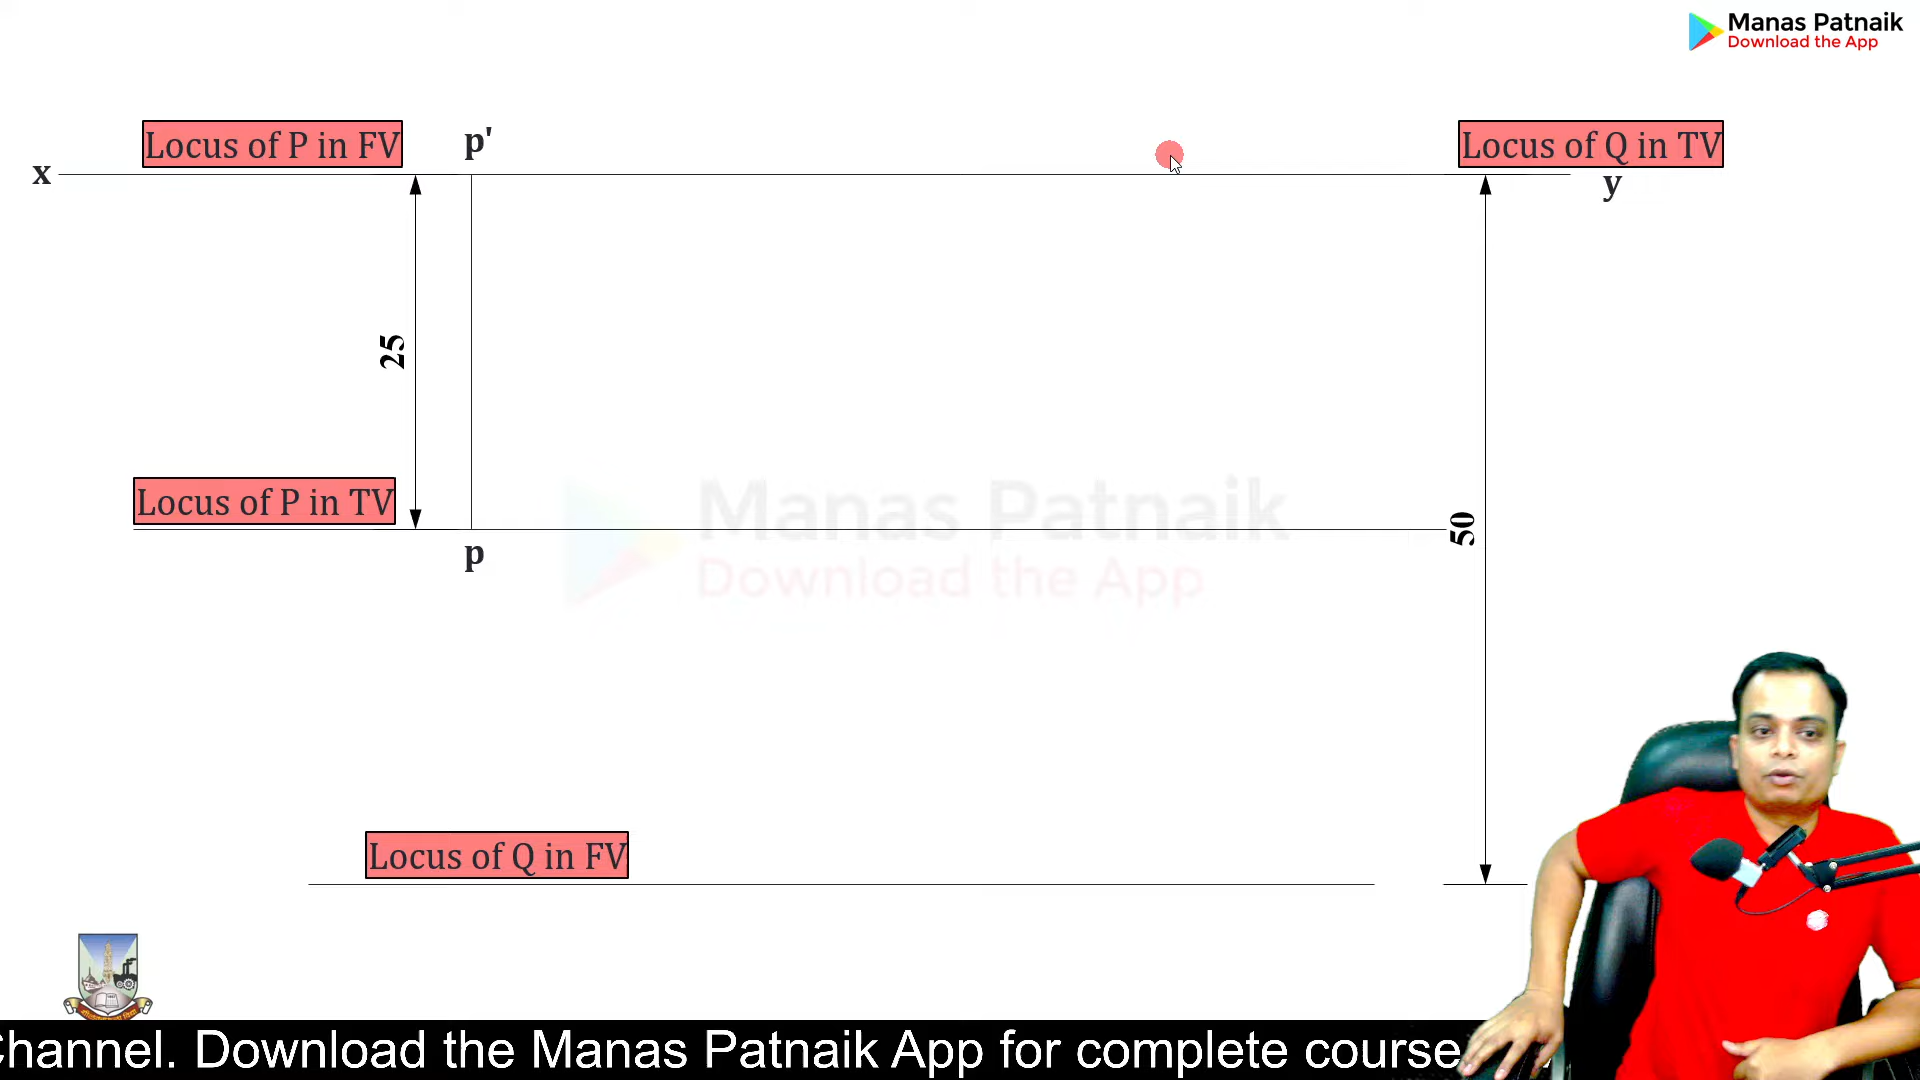 Manas Patnaik
Download the App
Locus of P in FV
p'
Locus of Q in TV
x
y
25
Locus of P in TV
50
p
Manas Patnaik
Download the App
Locus of Q in FV
Channel. Download the Manas Patnaik App for complete course.